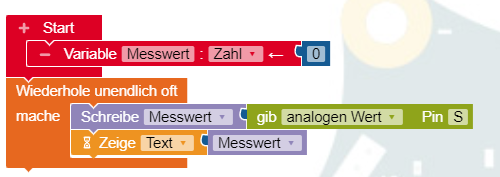 + Start
− Variable Messwert : Zahl ← 0
Wiederhole unendlich oft
mache Schreibe Messwert gib analogen Wert Pin S
Zeige Text Messwert